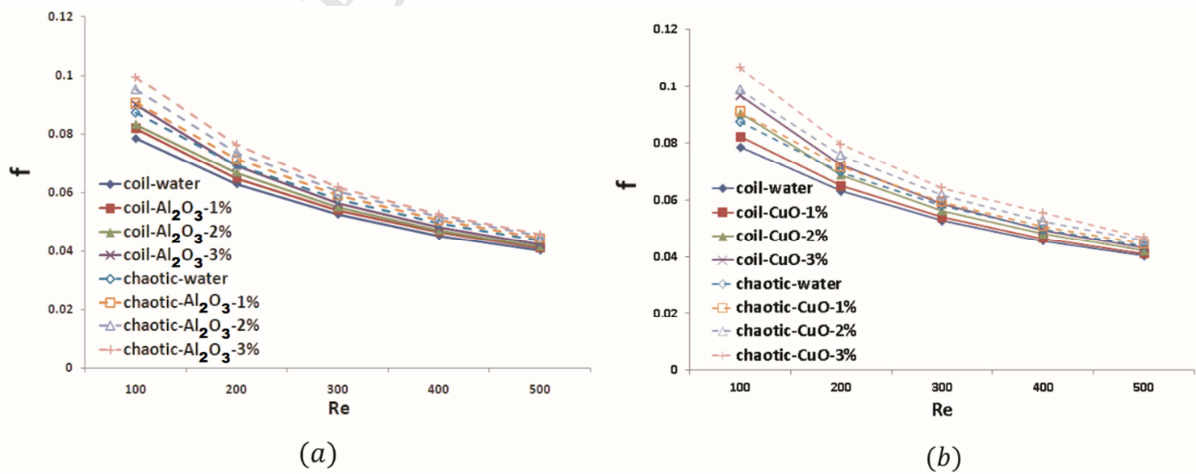 0.12
0.1
0.08
0.06
0.04
0.02
0
f
coil-water
coil-Al₂O₃-1%
coil-Al₂O₃-2%
coil-Al₂O₃-3%
chaotic-water
chaotic-Al₂O₃-1%
chaotic-Al₂O₃-2%
chaotic-Al₂O₃-3%
100 200 300 400 500
Re
(a)
0.12
0.1
0.08
0.06
0.04
0.02
0
f
coil-water
coil-CuO-1%
coil-CuO-2%
coil-CuO-3%
chaotic-water
chaotic-CuO-1%
chaotic-CuO-2%
chaotic-CuO-3%
100 200 300 400 500
Re
(b)